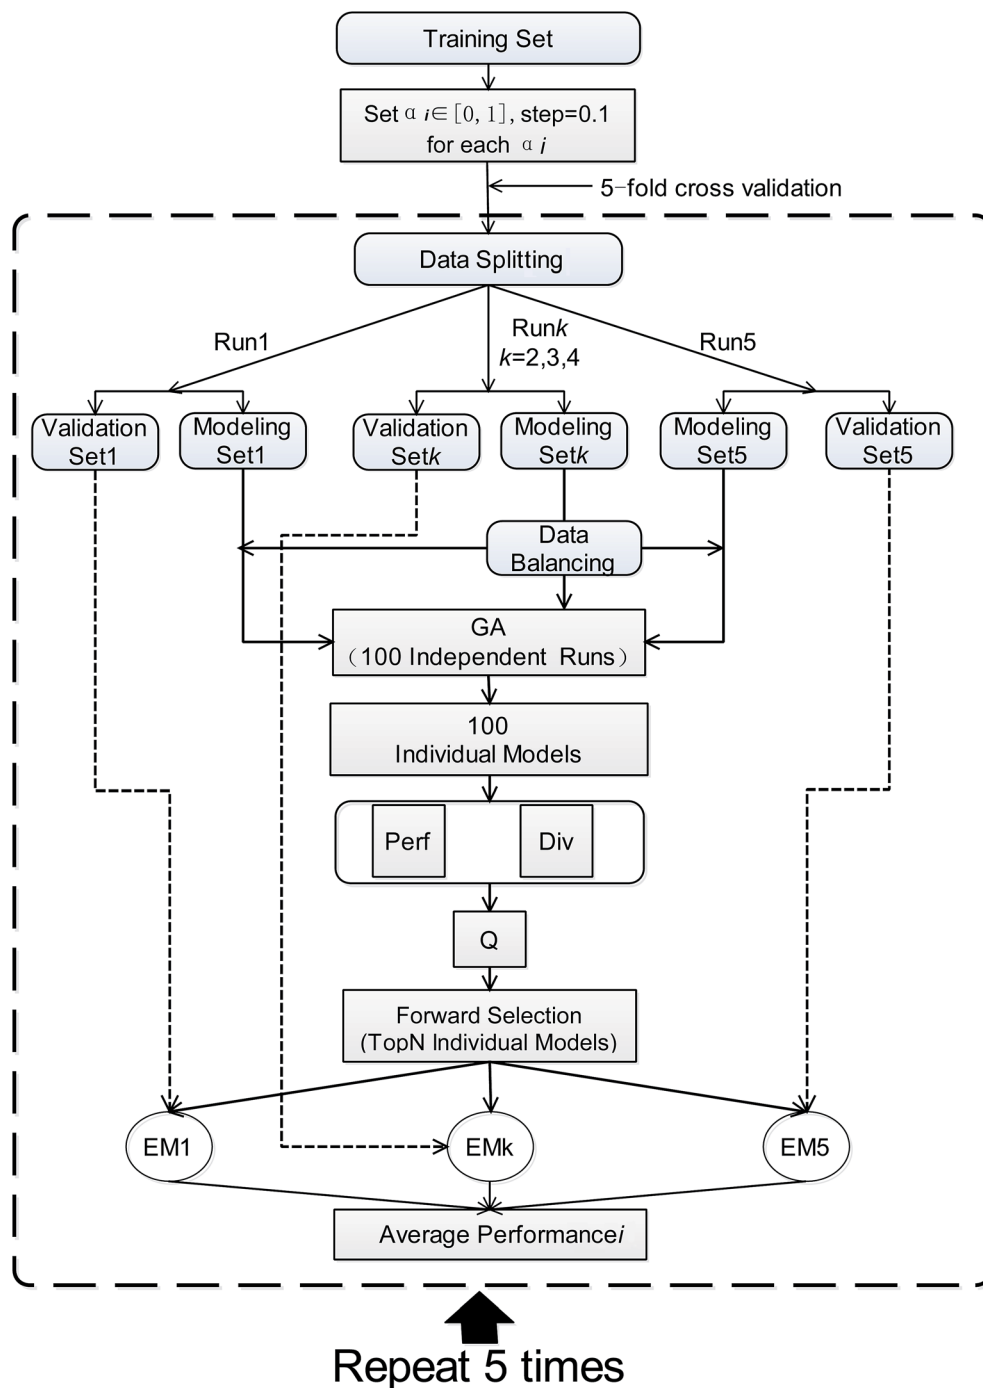 Training Set
Set α i∈[0, 1], step=0.1
for each α i
5-fold cross validation
Data Splitting
Run1
Runk
k=2,3,4
Run5
Validation
Set1
Modeling
Set1
Validation
Setk
Modeling
Setk
Modeling
Set5
Validation
Set5
Data
Balancing
GA
(100 Independent Runs)
100
Individual Models
Perf
Div
Q
Forward Selection
(TopN Individual Models)
EM1
EMk
EM5
Average Performancei
Repeat 5 times